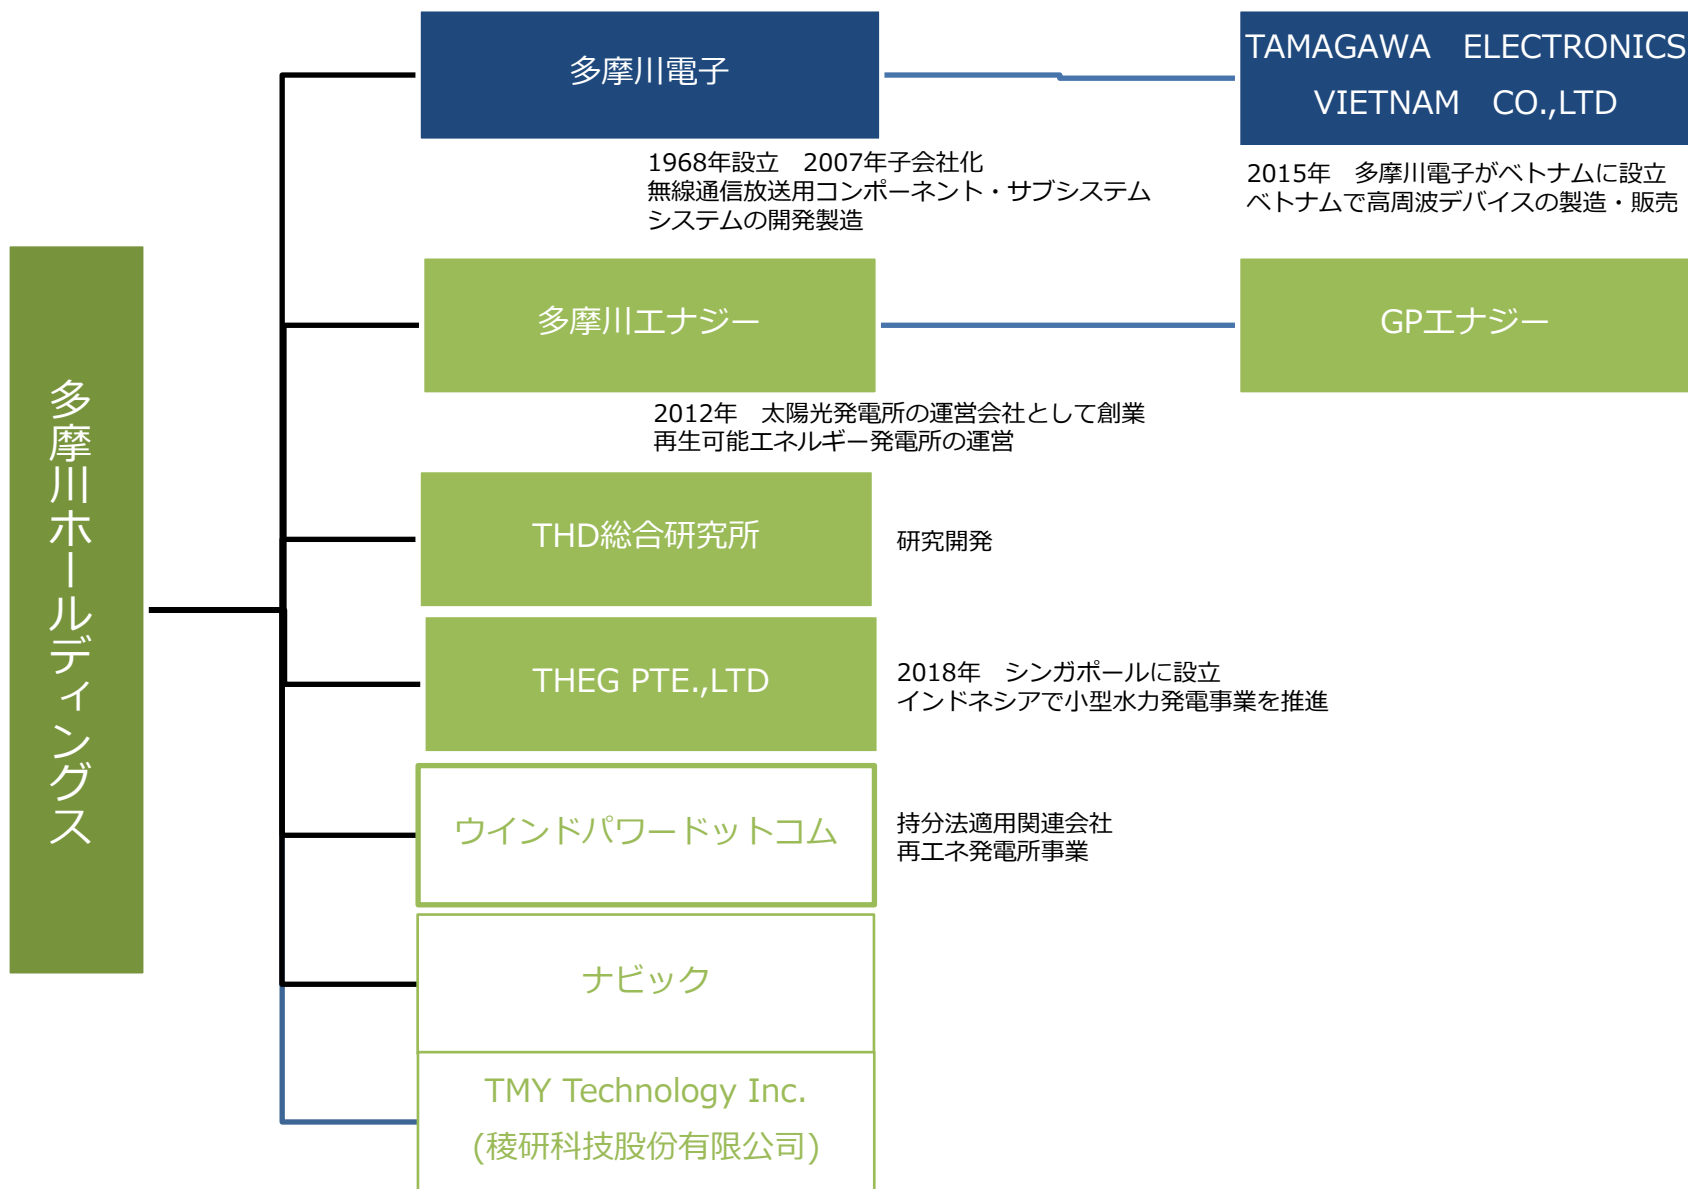 多摩川ホールディングス
多摩川電子
1968年設立　2007年子会社化
無線通信放送用コンポーネント・サブシステム
システムの開発製造
TAMAGAWA　ELECTRONICS
VIETNAM　CO.,LTD
2015年　多摩川電子がベトナムに設立
ベトナムで高周波デバイスの製造・販売
多摩川エナジー
2012年　太陽光発電所の運営会社として創業
再生可能エネルギー発電所の運営
GPエナジー
THD総合研究所
研究開発
THEG PTE.,LTD
2018年　シンガポールに設立
インドネシアで小型水力発電事業を推進
ウインドパワードットコム
持分法適用関連会社
再エネ発電所事業
ナビック
TMY Technology Inc.
(稜研科技股份有限公司)